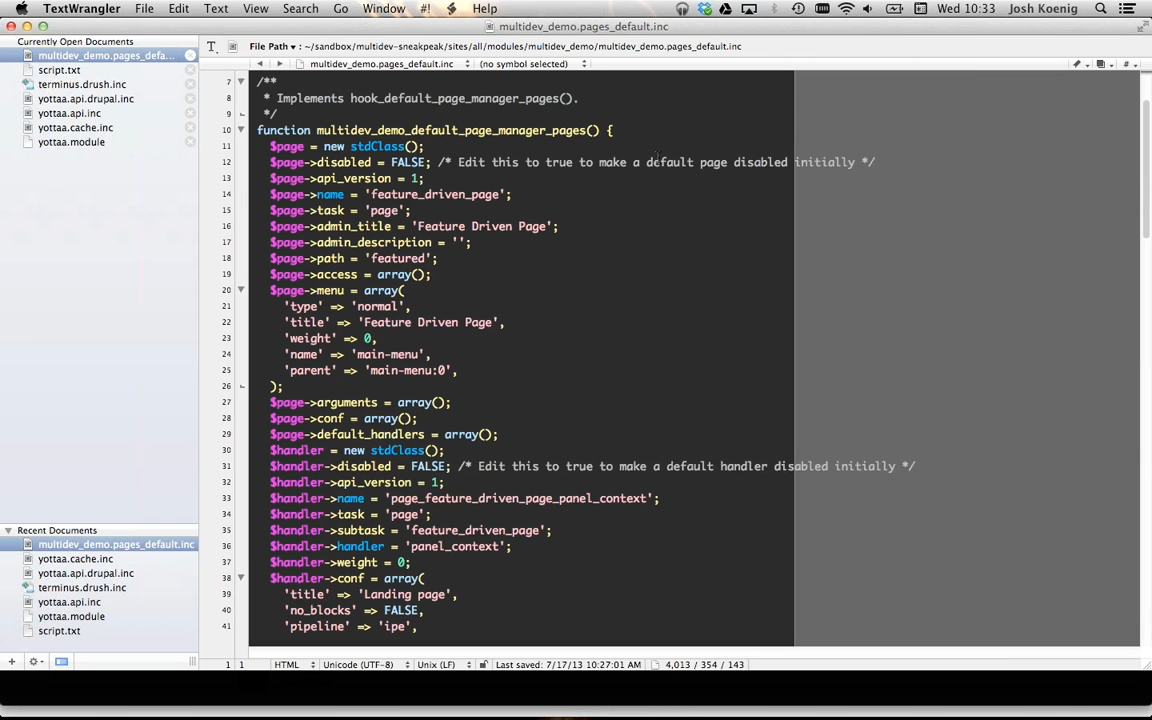 TextWrangler File Edit Text View Search Go Window #! Help Wed 10:33 Josh Koenig
multidev_demo.pages_default.inc
Currently Open Documents
multidev_demo.pages_defa...
script.txt
terminus.drush.inc
yottaa.api.drupal.inc
yottaa.api.inc
yottaa.cache.inc
yottaa.module
File Path ▾ : ~/sandbox/multidev-sneakpeak/sites/all/modules/multidev_demo/multidev_demo.pages_default.inc
multidev_demo.pages_default.inc (no symbol selected)
7 /**
8  * Implements hook_default_page_manager_pages().
9  */
10 function multidev_demo_default_page_manager_pages() {
11   $page = new stdClass();
12   $page->disabled = FALSE; /* Edit this to true to make a default page disabled initially */
13   $page->api_version = 1;
14   $page->name = 'feature_driven_page';
15   $page->task = 'page';
16   $page->admin_title = 'Feature Driven Page';
17   $page->admin_description = '';
18   $page->path = 'featured';
19   $page->access = array();
20   $page->menu = array(
21     'type' => 'normal',
22     'title' => 'Feature Driven Page',
23     'weight' => 0,
24     'name' => 'main-menu',
25     'parent' => 'main-menu:0',
26   );
27   $page->arguments = array();
28   $page->conf = array();
29   $page->default_handlers = array();
30   $handler = new stdClass();
31   $handler->disabled = FALSE; /* Edit this to true to make a default handler disabled initially */
32   $handler->api_version = 1;
33   $handler->name = 'page_feature_driven_page_panel_context';
34   $handler->task = 'page';
35   $handler->subtask = 'feature_driven_page';
36   $handler->handler = 'panel_context';
37   $handler->weight = 0;
38   $handler->conf = array(
39     'title' => 'Landing page',
40     'no_blocks' => FALSE,
41     'pipeline' => 'ipe',
Recent Documents
multidev_demo.pages_default.inc
yottaa.cache.inc
yottaa.api.drupal.inc
terminus.drush.inc
yottaa.api.inc
yottaa.module
script.txt
1 1 HTML Unicode (UTF-8) Unix (LF) Last saved: 7/17/13 10:27:01 AM 4,013 / 354 / 143